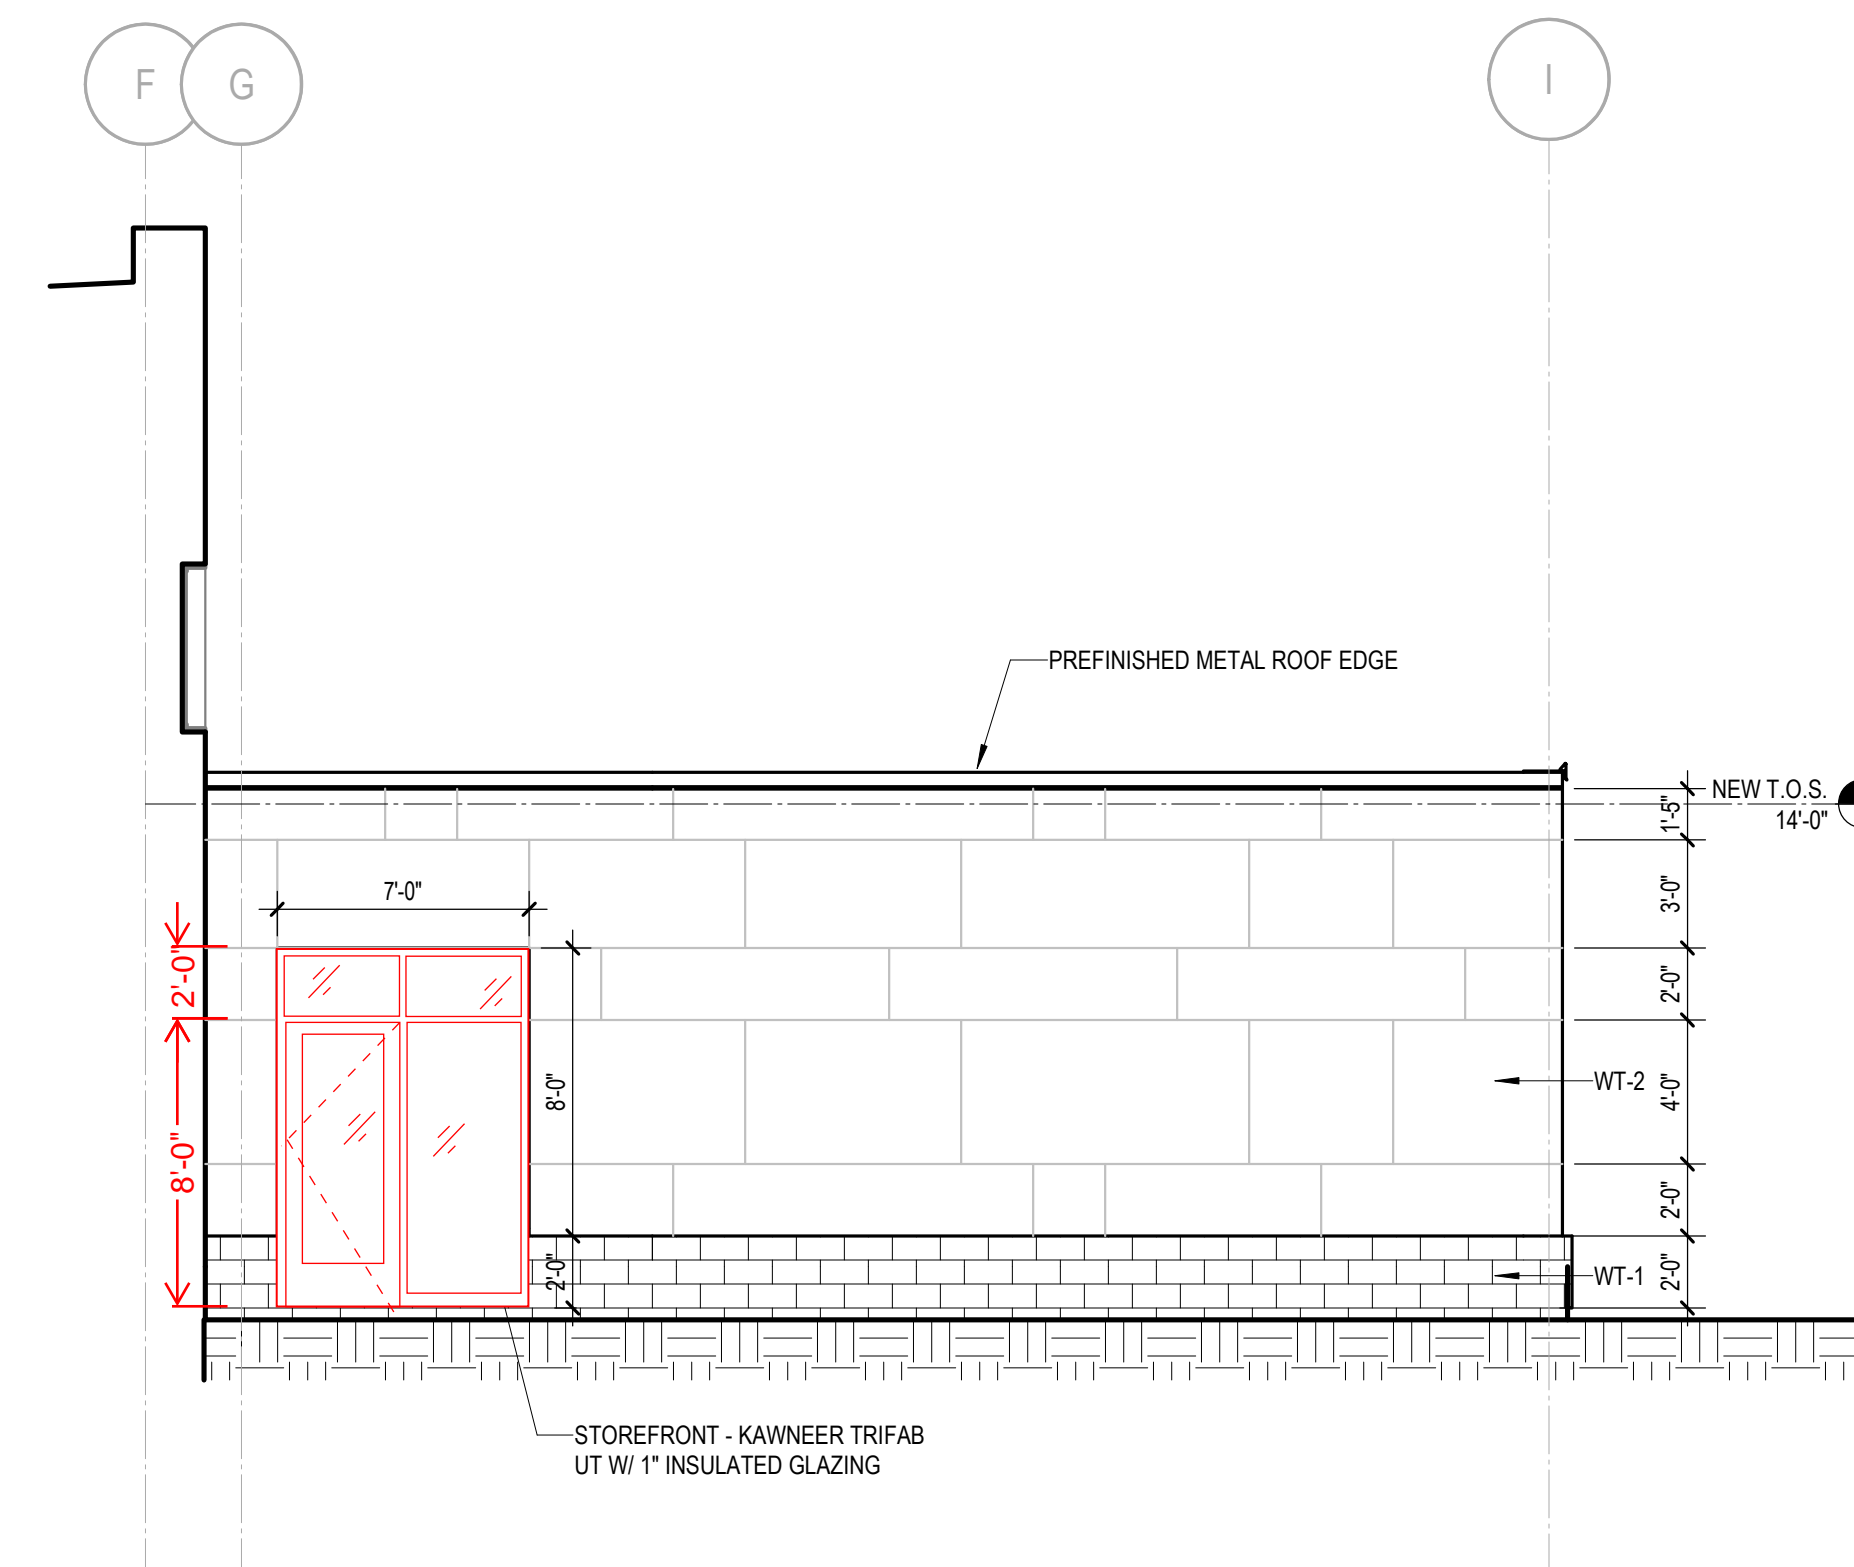 F
G
I
PREFINISHED METAL ROOF EDGE
NEW T.O.S.
14'-0"
1'-5"
7'-0"
3'-0"
2'-0"
2'-0"
8'-0"
WT-2
4'-0"
8'-0"
2'-0"
2'-0"
WT-1
2'-0"
STOREFRONT - KAWNEER TRIFAB
UT W/ 1" INSULATED GLAZING